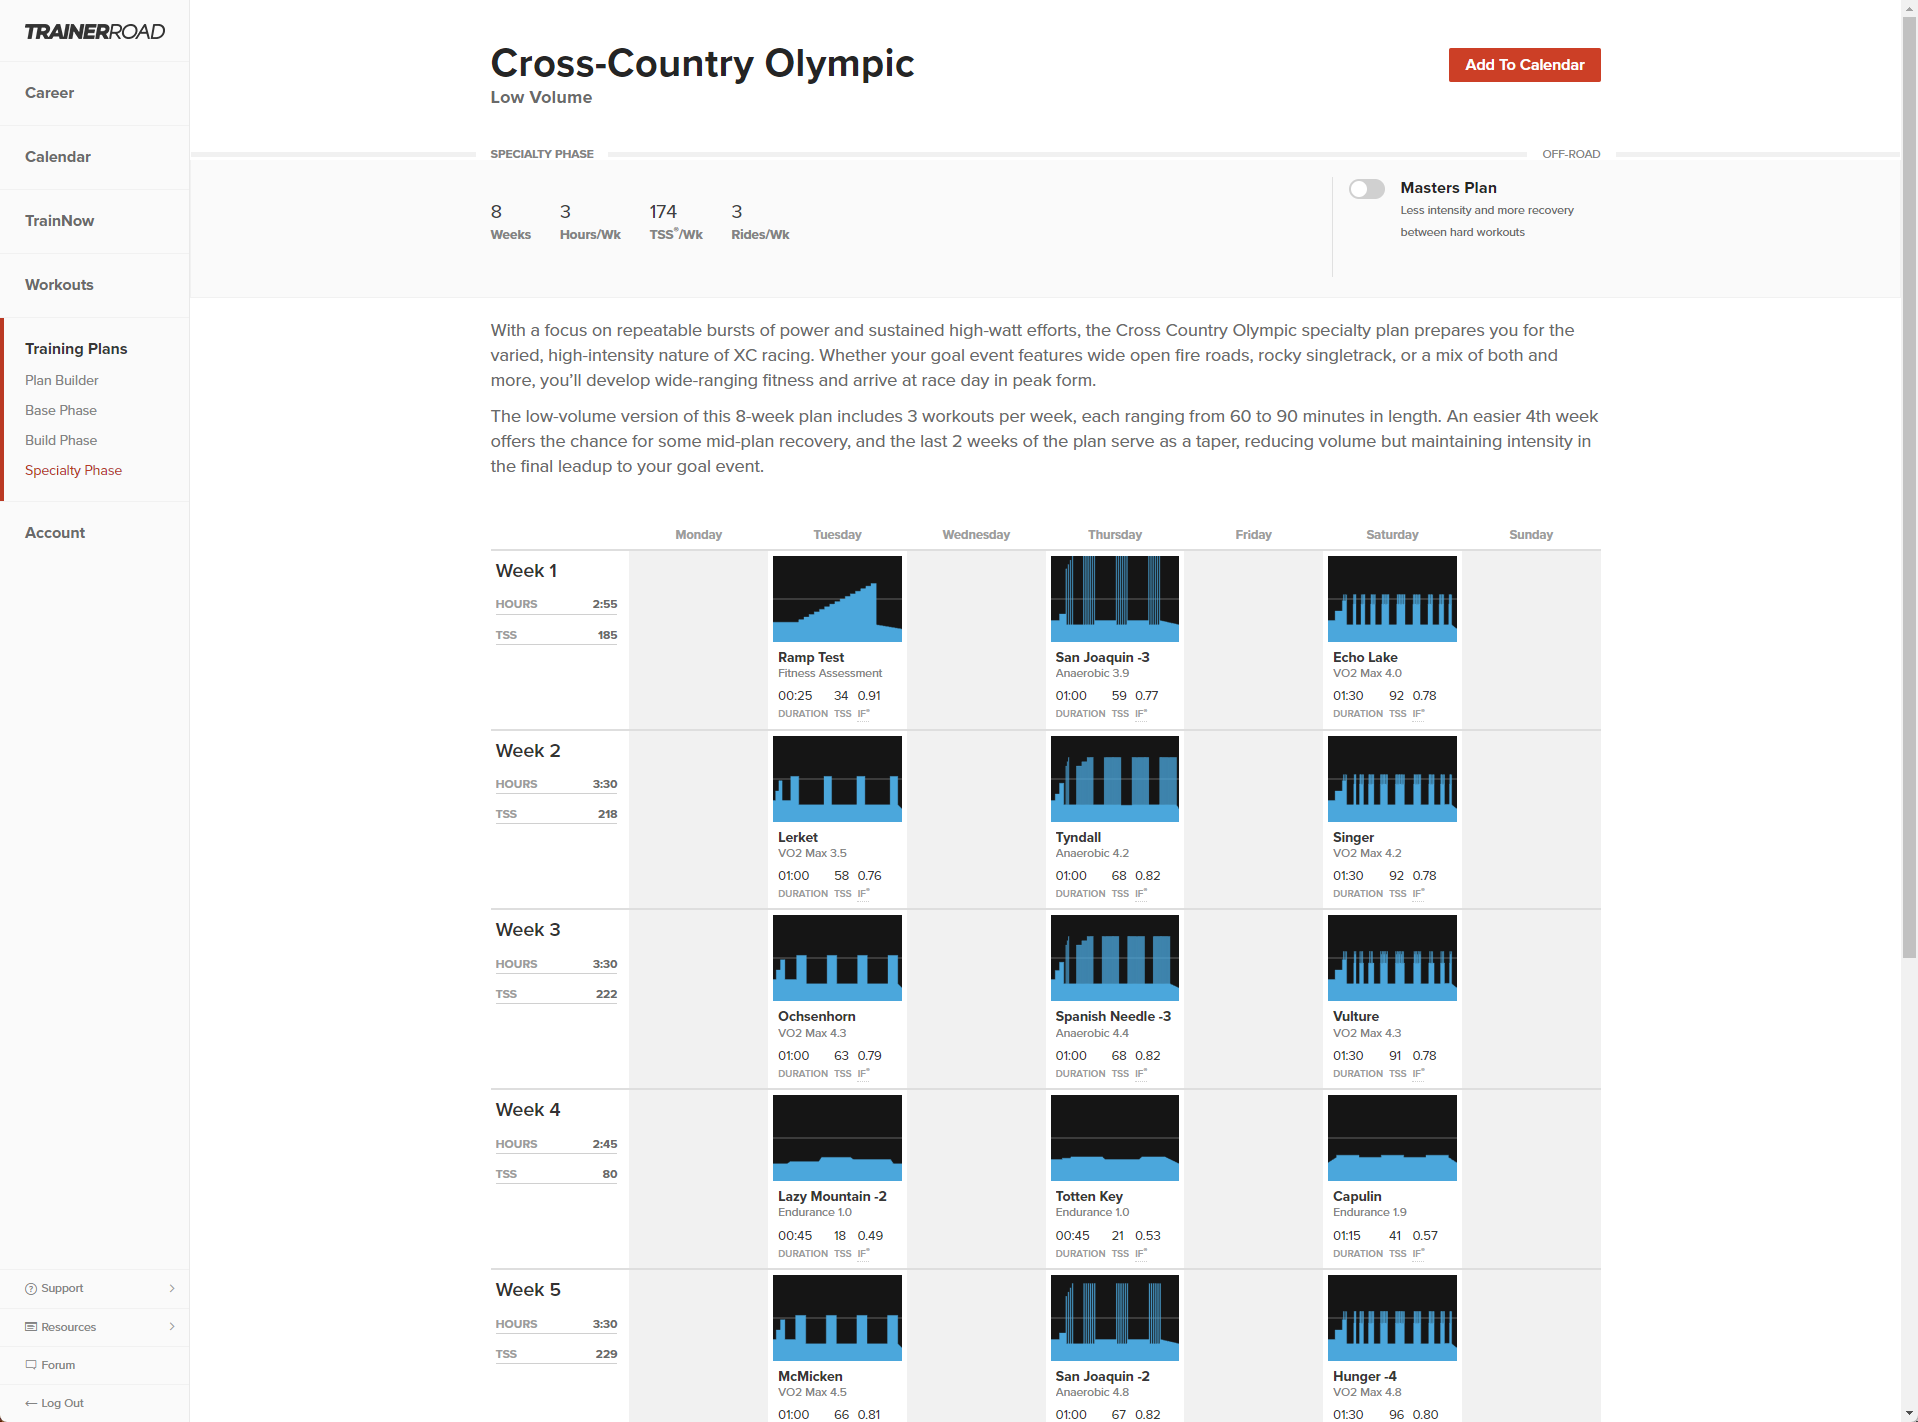 TRAINERROAD
Career
Calendar
TrainNow
Workouts
Training Plans
Plan Builder
Base Phase
Build Phase
Specialty Phase
Account
Support
Resources
Forum
Log Out
Cross-Country Olympic
Low Volume
Add To Calendar
SPECIALTY PHASE
OFF-ROAD
8 3 174 3
Weeks Hours/Wk TSS®/Wk Rides/Wk
Masters Plan
Less intensity and more recovery
between hard workouts
With a focus on repeatable bursts of power and sustained high-watt efforts, the Cross Country Olympic specialty plan prepares you for the
varied, high-intensity nature of XC racing. Whether your goal event features wide open fire roads, rocky singletrack, or a mix of both and
more, you’ll develop wide-ranging fitness and arrive at race day in peak form.
The low-volume version of this 8-week plan includes 3 workouts per week, each ranging from 60 to 90 minutes in length. An easier 4th week
offers the chance for some mid-plan recovery, and the last 2 weeks of the plan serve as a taper, reducing volume but maintaining intensity in
the final leadup to your goal event.
Monday Tuesday Wednesday Thursday Friday Saturday Sunday
Week 1
HOURS 2:55
TSS 185
Ramp Test
Fitness Assessment
00:25 34 0.91
DURATION TSS IF®
San Joaquin -3
Anaerobic 3.9
01:00 59 0.77
DURATION TSS IF®
Echo Lake
VO2 Max 4.0
01:30 92 0.78
DURATION TSS IF®
Week 2
HOURS 3:30
TSS 218
Lerket
VO2 Max 3.5
01:00 58 0.76
DURATION TSS IF®
Tyndall
Anaerobic 4.2
01:00 68 0.82
DURATION TSS IF®
Singer
VO2 Max 4.2
01:30 92 0.78
DURATION TSS IF®
Week 3
HOURS 3:30
TSS 222
Ochsenhorn
VO2 Max 4.3
01:00 63 0.79
DURATION TSS IF®
Spanish Needle -3
Anaerobic 4.4
01:00 68 0.82
DURATION TSS IF®
Vulture
VO2 Max 4.3
01:30 91 0.78
DURATION TSS IF®
Week 4
HOURS 2:45
TSS 80
Lazy Mountain -2
Endurance 1.0
00:45 18 0.49
DURATION TSS IF®
Totten Key
Endurance 1.0
00:45 21 0.53
DURATION TSS IF®
Capulin
Endurance 1.9
01:15 41 0.57
DURATION TSS IF®
Week 5
HOURS 3:30
TSS 229
McMicken
VO2 Max 4.5
01:00 66 0.81
San Joaquin -2
Anaerobic 4.8
01:00 67 0.82
Hunger -4
VO2 Max 4.8
01:30 96 0.80